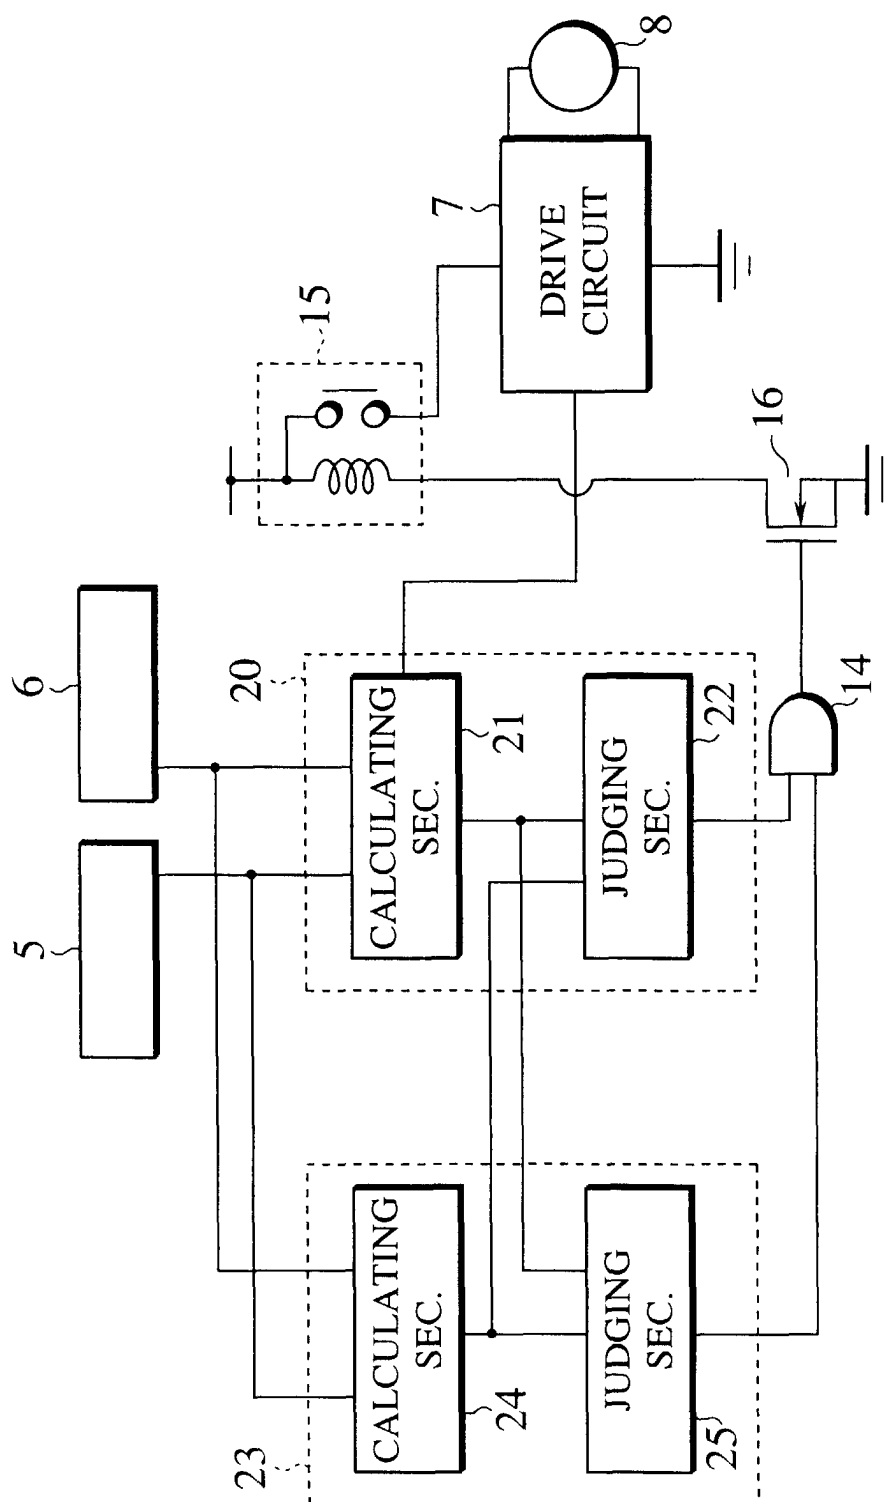 5
6
20
CALCULATING
SEC.
21
JUDGING
SEC.
22
23
CALCULATING
SEC.
24
JUDGING
SEC.
25
14
15
16
7
DRIVE
CIRCUIT
8